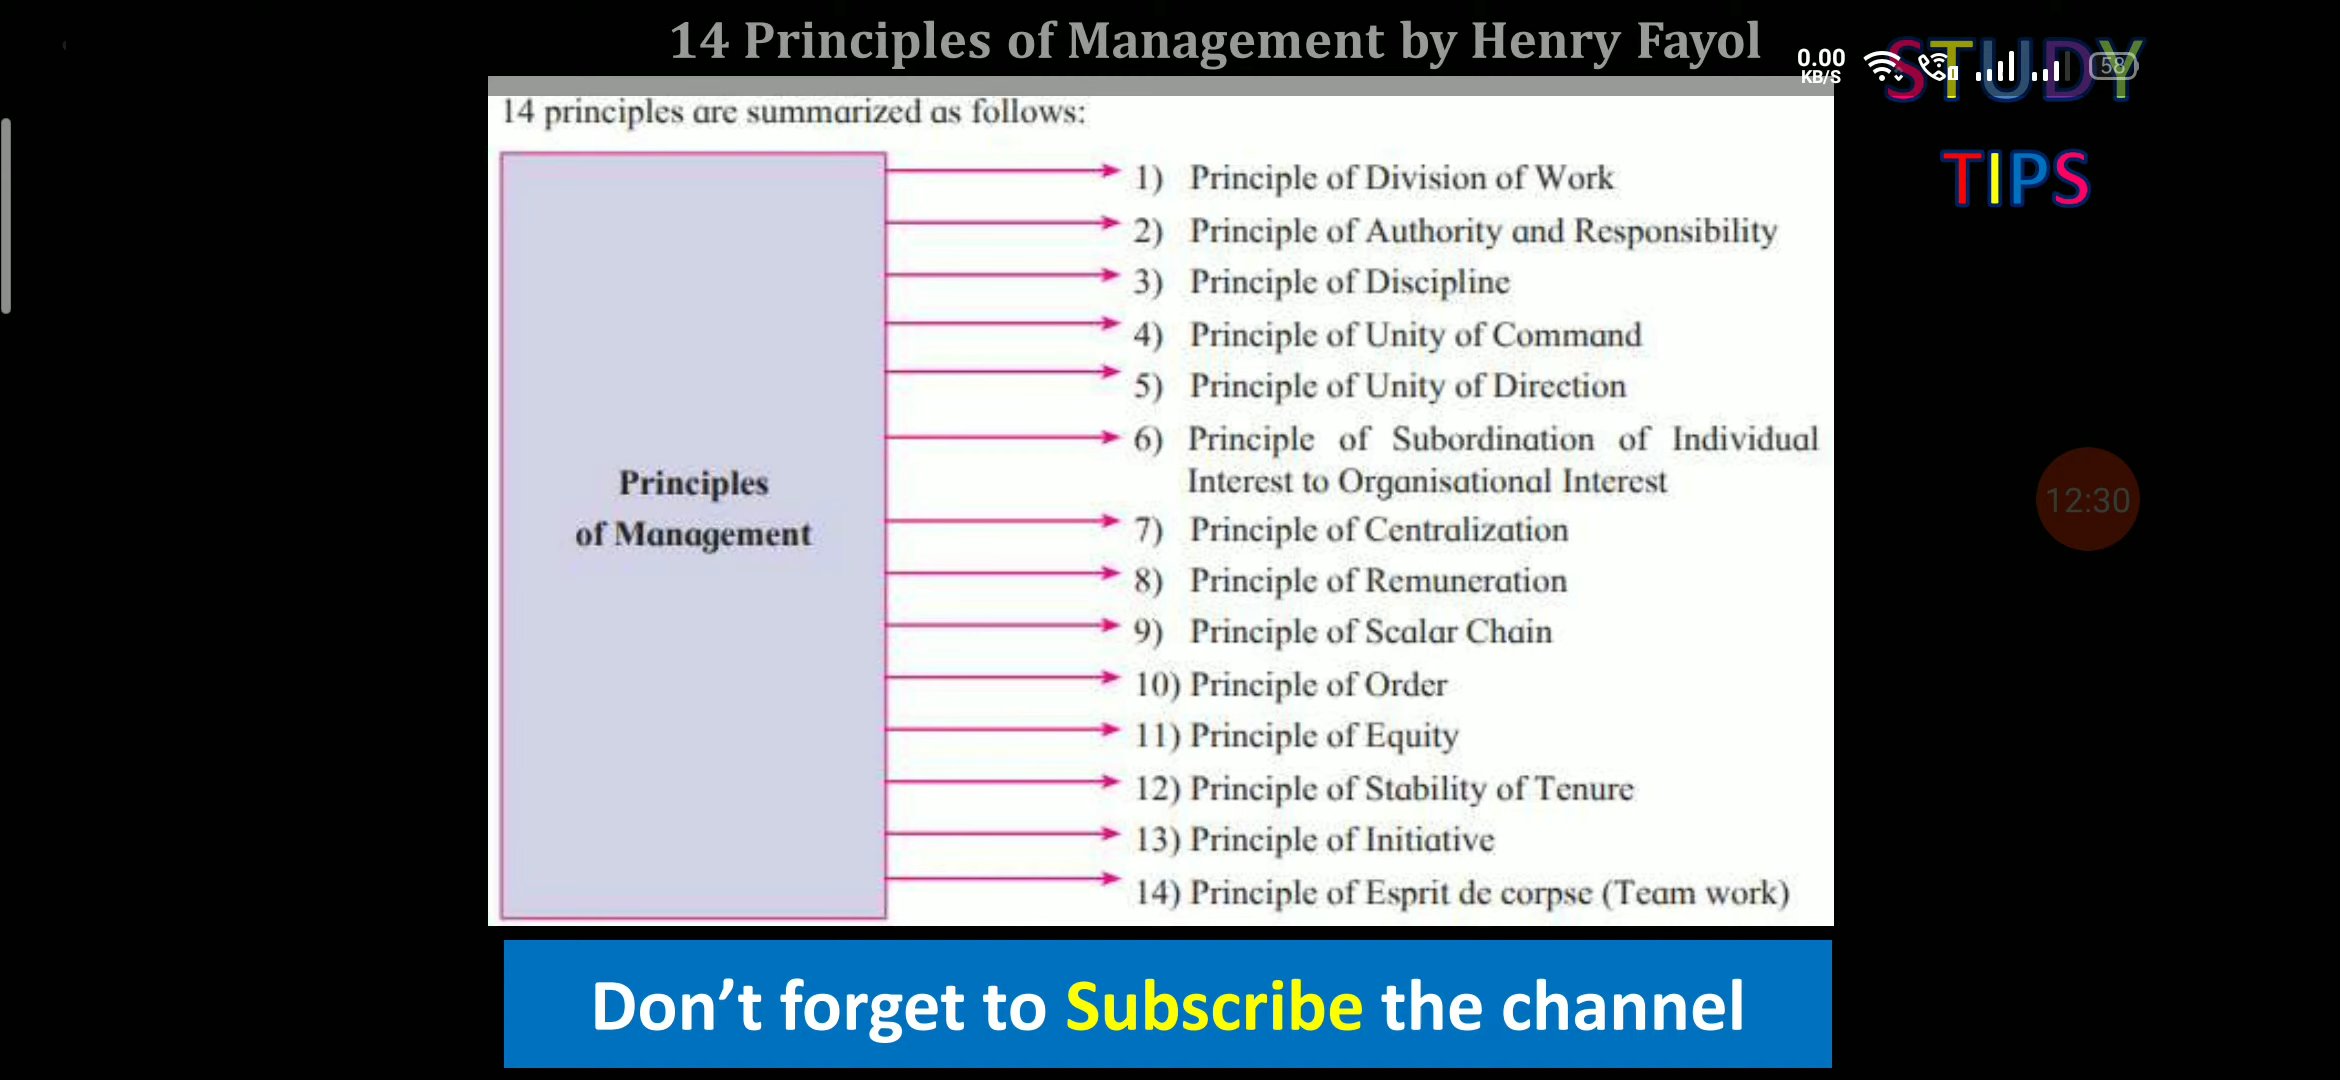 14 Principles of Management by Henry Fayol
0.00
KB/S
58
STUDY
TIPS
14 principles are summarized as follows:
Principles
of Management
1) Principle of Division of Work
2) Principle of Authority and Responsibility
3) Principle of Discipline
4) Principle of Unity of Command
5) Principle of Unity of Direction
6) Principle of Subordination of Individual
Interest to Organisational Interest
7) Principle of Centralization
8) Principle of Remuneration
9) Principle of Scalar Chain
10) Principle of Order
11) Principle of Equity
12) Principle of Stability of Tenure
13) Principle of Initiative
14) Principle of Esprit de corpse (Team work)
12:30
Don’t forget to Subscribe the channel